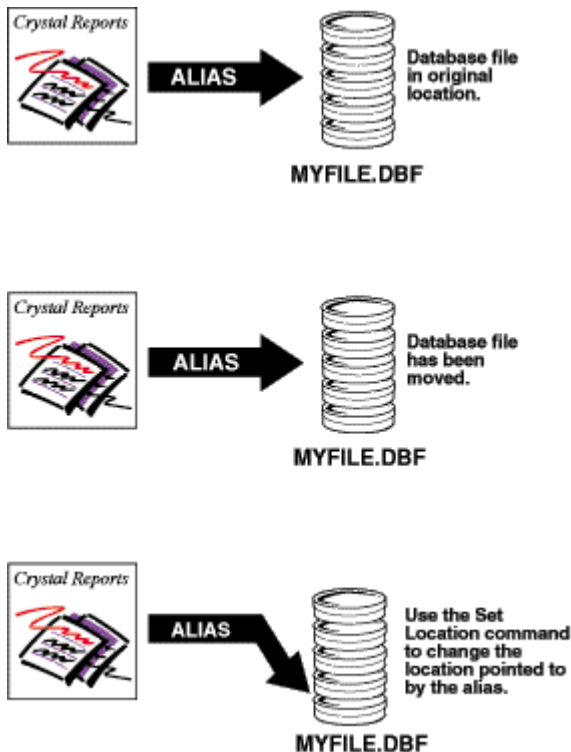 Crystal Reports
ALIAS
Database file
in original
location.
MYFILE.DBF
Crystal Reports
ALIAS
Database file
has been
moved.
MYFILE.DBF
Crystal Reports
ALIAS
Use the Set
Location command
to change the
location pointed to
by the alias.
MYFILE.DBF